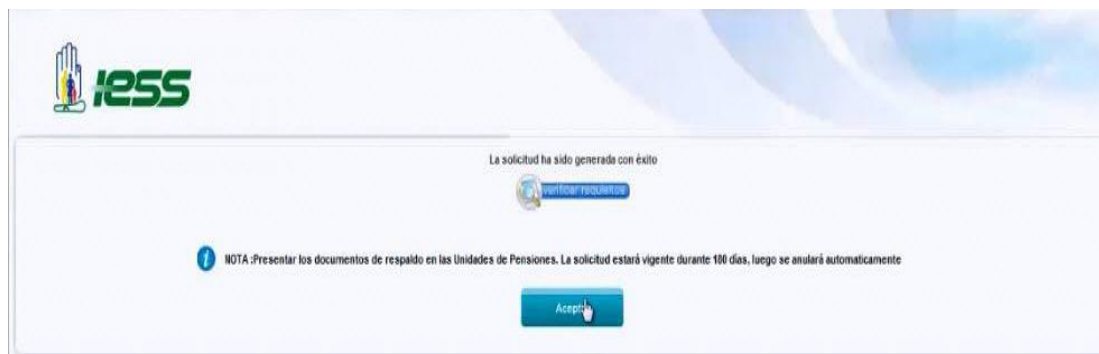 IESS
La solicitud ha sido generada con éxito
verificar requisitos
NOTA :Presentar los documentos de respaldo en las Unidades de Pensiones. La solicitud estará vigente durante 180 dias, luego se anulará automaticamente